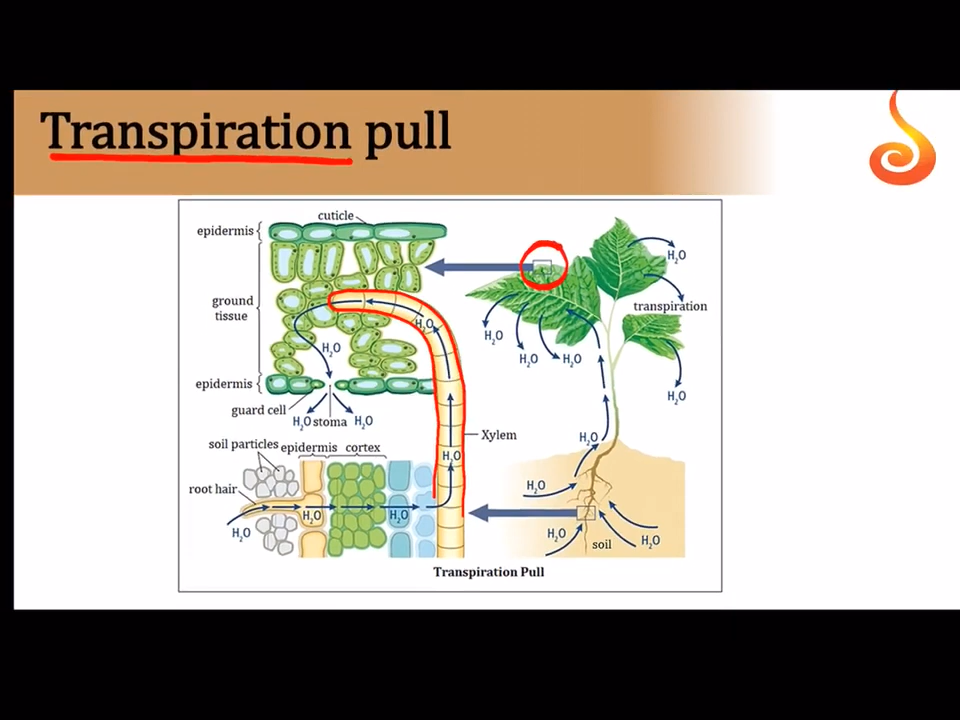 Transpiration pull
cuticle
epidermis
ground
tissue
H₂O
H₂O
epidermis
guard cell
H₂O stoma H₂O
Xylem
soil particles epidermis cortex
H₂O
root hair
H₂O
H₂O
H₂O
H₂O
transpiration
H₂O
H₂O
H₂O
H₂O
H₂O
H₂O
H₂O
soil
H₂O
Transpiration Pull